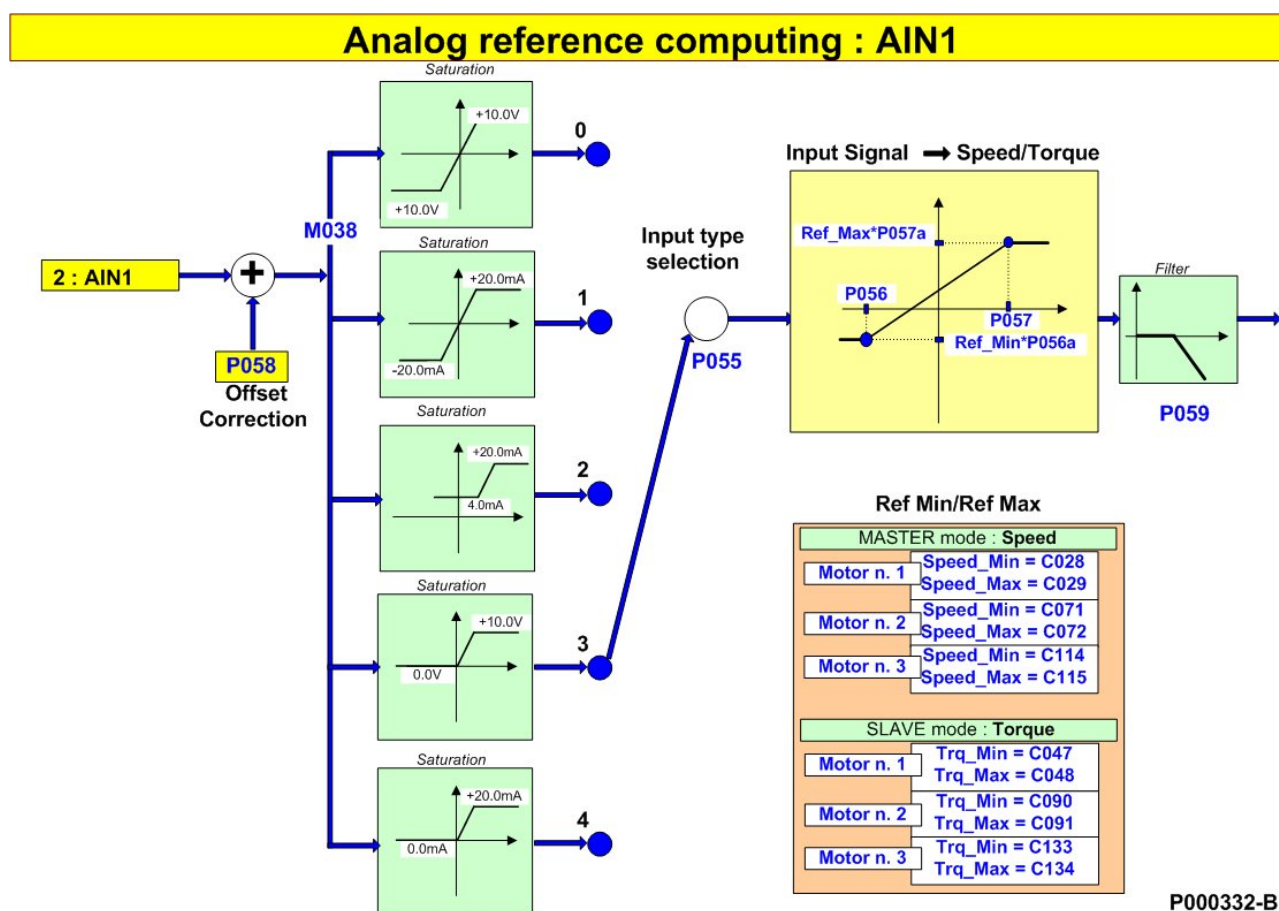 Analog reference computing : AIN1
Saturation
+10.0V
+10.0V
0
M038
2 : AIN1
+
P058
Offset
Correction
Saturation
+20.0mA
-20.0mA
1
Saturation
+20.0mA
4.0mA
2
Saturation
+10.0V
0.0V
3
Saturation
+20.0mA
0.0mA
4
Input type
selection
P055
Input Signal → Speed/Torque
Ref_Max*P057a
P056
P057
Ref_Min*P056a
Filter
P059
Ref Min/Ref Max
MASTER mode : Speed
Motor n. 1
Speed_Min = C028
Speed_Max = C029
Motor n. 2
Speed_Min = C071
Speed_Max = C072
Motor n. 3
Speed_Min = C114
Speed_Max = C115
SLAVE mode : Torque
Motor n. 1
Trq_Min = C047
Trq_Max = C048
Motor n. 2
Trq_Min = C090
Trq_Max = C091
Motor n. 3
Trq_Min = C133
Trq_Max = C134
P000332-B